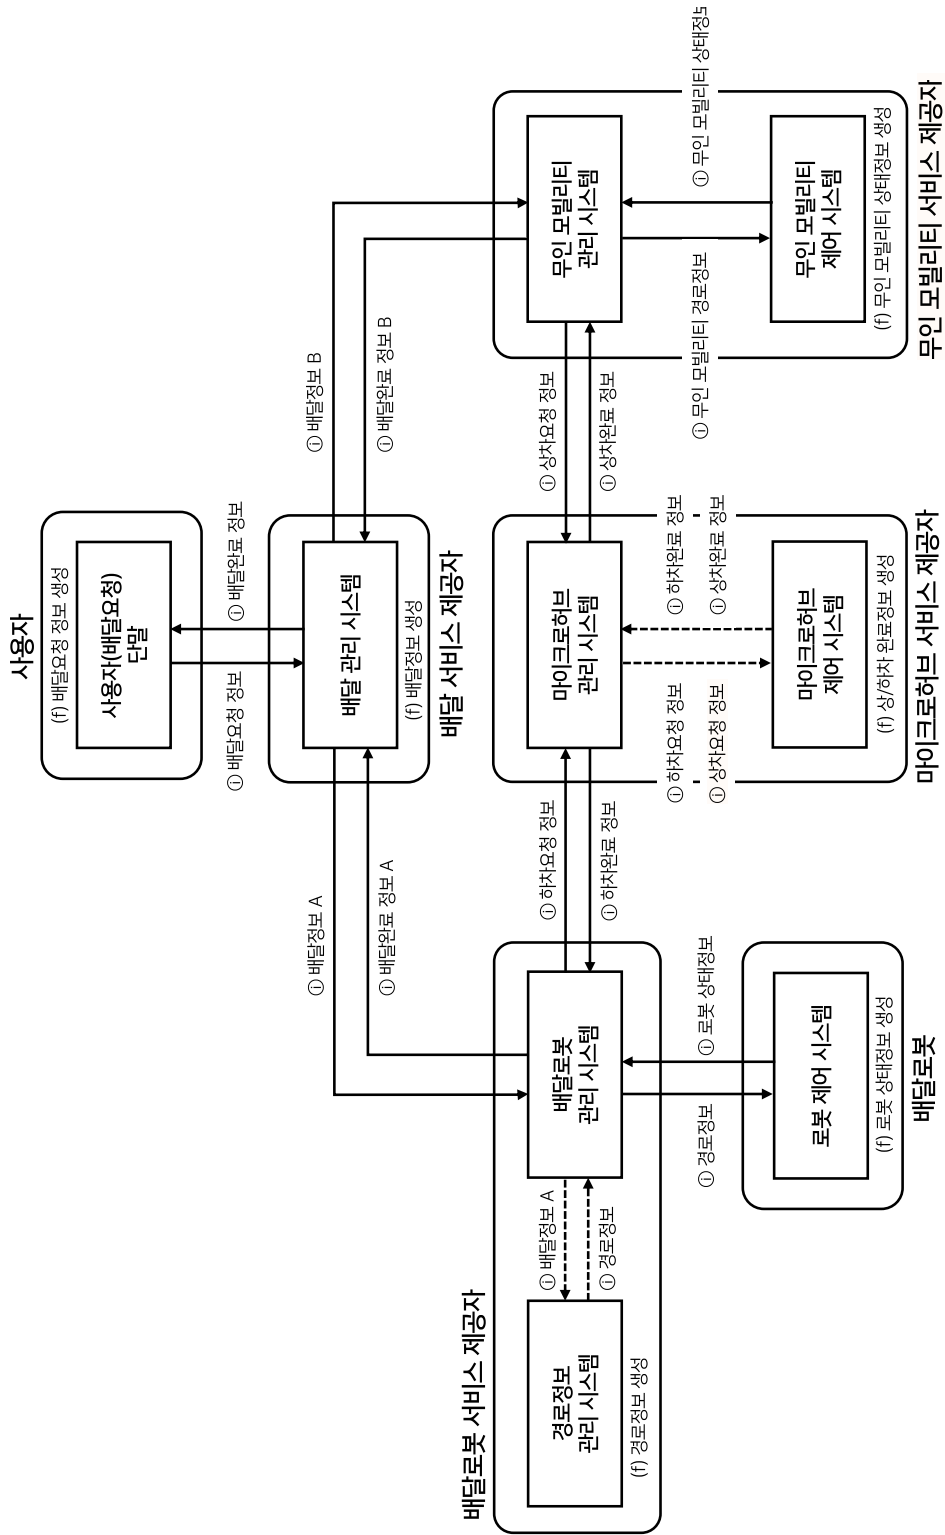 사용자
(f) 배달요청 정보 생성
사용자(배달요청)
단말
ⓘ 배달요청 정보
ⓘ 배달완료 정보
배달 관리 시스템
(f) 배달정보 생성
배달 서비스 제공자
ⓘ 배달정보 A
ⓘ 배달완료 정보 A
ⓘ 배달정보 B
ⓘ 배달완료 정보 B
배달로봇 서비스 제공자
경로정보
관리 시스템
(f) 경로정보 생성
ⓘ 배달정보 A
ⓘ 경로정보
배달로봇
관리 시스템
ⓘ 하차요청 정보
ⓘ 하차완료 정보
마이크로허브
관리 시스템
ⓘ 상차요청 정보
ⓘ 상차완료 정보
무인 모빌리티
관리 시스템
ⓘ 경로정보
ⓘ 로봇 상태정보
로봇 제어 시스템
(f) 로봇 상태정보 생성
배달로봇
ⓘ 하차요청 정보
ⓘ 상차요청 정보
ⓘ 하차완료 정보
ⓘ 상차완료 정보
마이크로허브
제어 시스템
(f) 상/하차 완료정보 생성
마이크로허브 서비스 제공자
ⓘ 무인 모빌리티 경로정보
ⓘ 무인 모빌리티 상태정보
무인 모빌리티
제어 시스템
(f) 무인 모빌리티 상태정보 생성
무인 모빌리티 서비스 제공자